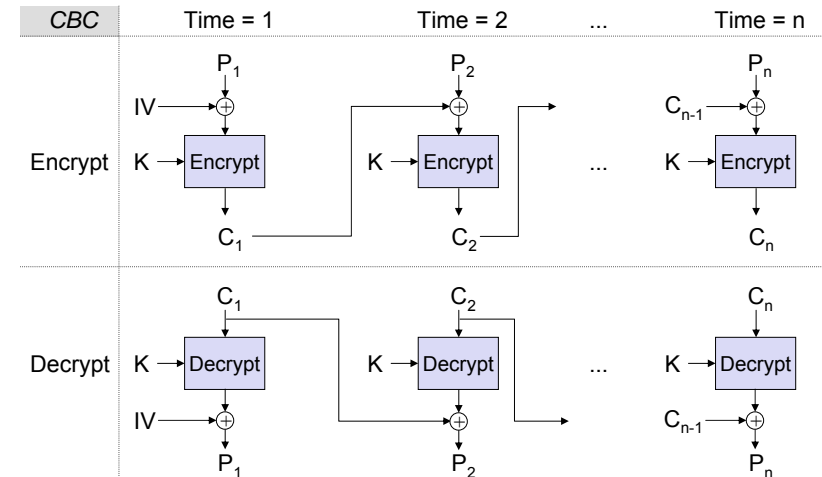 CBC Time = 1 Time = 2 ... Time = n
P1 P2 Pn
IV Cn-1
Encrypt K Encrypt K Encrypt ... K Encrypt
C1 C2 Cn
C1 C2 Cn
Decrypt K Decrypt K Decrypt ... K Decrypt
IV Cn-1
P1 P2 Pn